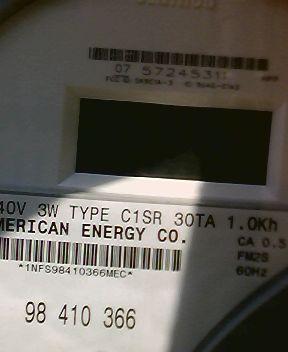 07 5724531
40V 3W TYPE C1SR 30TA 1.0Kh
MERICAN ENERGY CO.
CA 0.5
FM2S
60Hz
*1NFS98410366MEC*
98 410 366